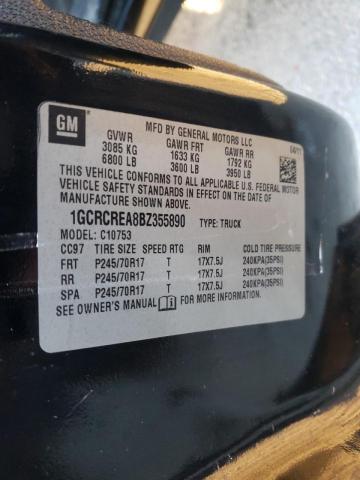 GM
MFD BY GENERAL MOTORS LLC
04/11
GVWR GAWR FRT GAWR RR
3085 KG 1633 KG 1792 KG
6800 LB 3600 LB 3950 LB
THIS VEHICLE CONFORMS TO ALL APPLICABLE U.S. FEDERAL MOTOR
VEHICLE SAFETY STANDARDS IN EFFECT ON THE DATE OF
MANUFACTURE SHOWN ABOVE.
1GCRCREA8BZ355890 TYPE: TRUCK
MODEL: C10753
CC97 TIRE SIZE SPEED RTG RIM COLD TIRE PRESSURE
FRT P245/70R17 T 17X7.5J 240KPA(35PSI)
RR P245/70R17 T 17X7.5J 240KPA(35PSI)
SPA P245/70R17 T 17X7.5J 240KPA(35PSI)
SEE OWNER'S MANUAL FOR MORE INFORMATION.